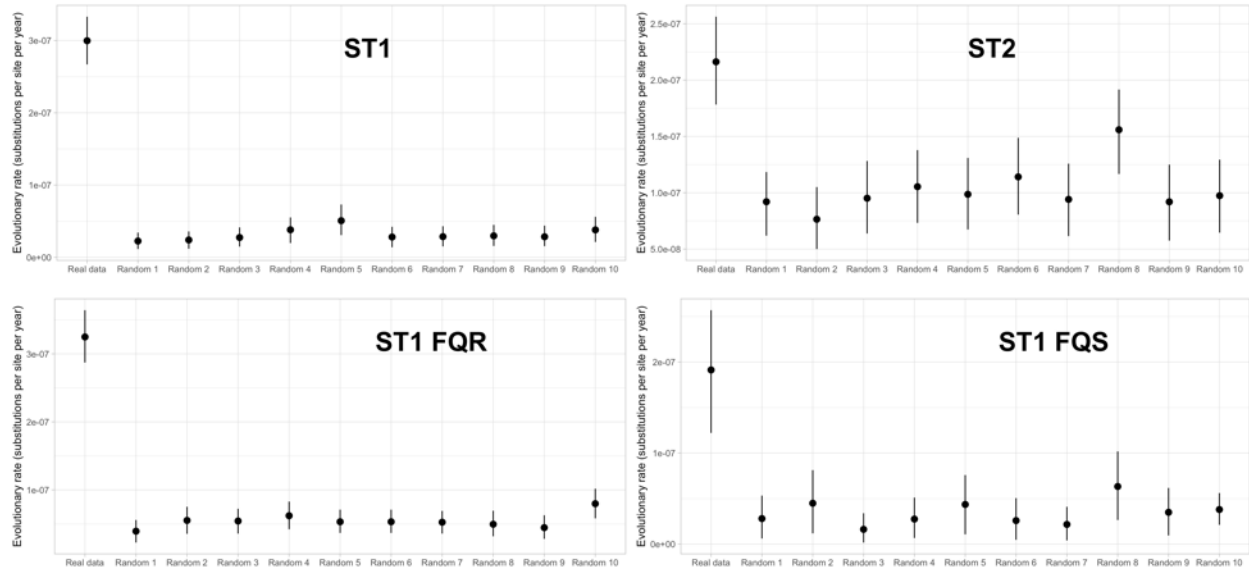 Evolutionary rate (substitutions per site per year)
3e-07
2e-07
1e-07
0e+00
ST1
Real data Random 1 Random 2 Random 3 Random 4 Random 5 Random 6 Random 7 Random 8 Random 9 Random 10
Evolutionary rate (substitutions per site per year)
2.5e-07
2.0e-07
1.5e-07
1.0e-07
5.0e-08
ST2
Real data Random 1 Random 2 Random 3 Random 4 Random 5 Random 6 Random 7 Random 8 Random 9 Random 10
Evolutionary rate (substitutions per site per year)
3e-07
2e-07
1e-07
ST1 FQR
Real data Random 1 Random 2 Random 3 Random 4 Random 5 Random 6 Random 7 Random 8 Random 9 Random 10
Evolutionary rate (substitutions per site per year)
2e-07
1e-07
0e+00
ST1 FQS
Real data Random 1 Random 2 Random 3 Random 4 Random 5 Random 6 Random 7 Random 8 Random 9 Random 10